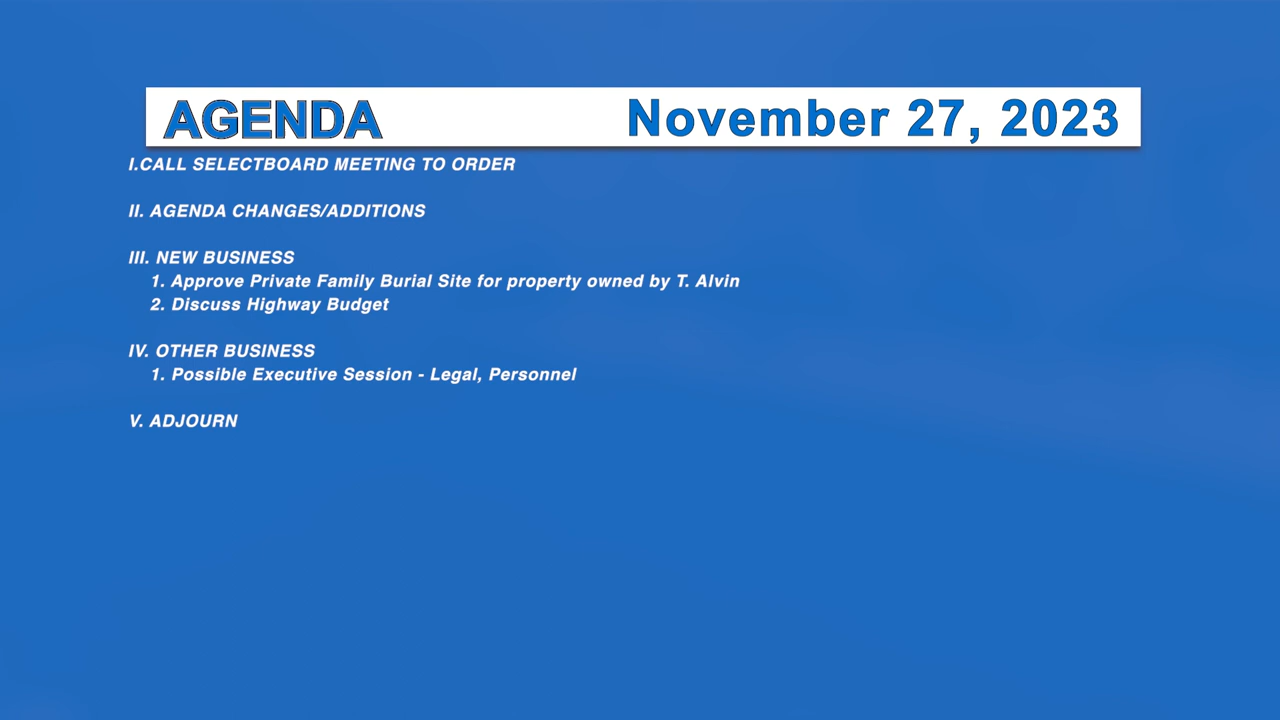 AGENDA November 27, 2023
I.CALL SELECTBOARD MEETING TO ORDER
II. AGENDA CHANGES/ADDITIONS
III. NEW BUSINESS
1. Approve Private Family Burial Site for property owned by T. Alvin
2. Discuss Highway Budget
IV. OTHER BUSINESS
1. Possible Executive Session - Legal, Personnel
V. ADJOURN